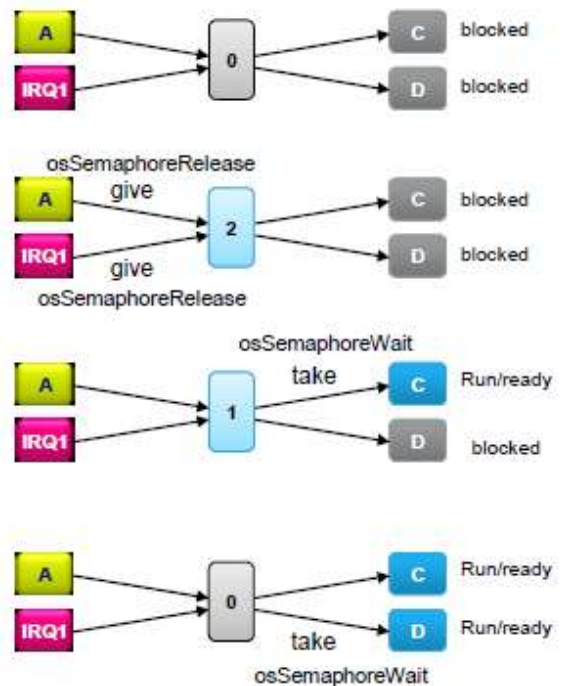 A
C
blocked
0
IRQ1
D
blocked
osSemaphoreRelease
A
give
C
blocked
2
IRQ1
give
D
blocked
osSemaphoreRelease
osSemaphoreWait
A
take
C
Run/ready
1
IRQ1
D
blocked
A
C
Run/ready
0
IRQ1
take
D
Run/ready
osSemaphoreWait